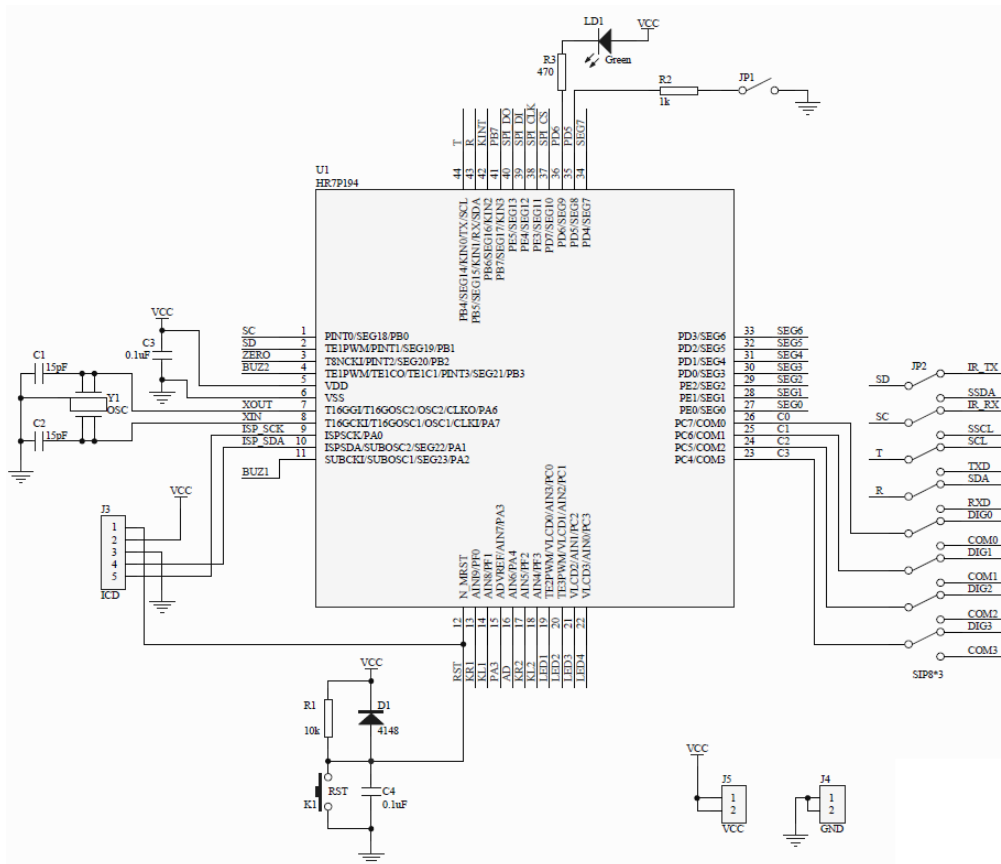 LD1
VCC
R3
470
Green
R2
1k
JP1
T
R
KINT
PB7
SPI_DO
SPI_DI
SPI_CLK
SPI_CS
PD6
PD5
SEG7
44
43
42
41
40
39
38
37
36
35
34
U1
HR7P194
PB4/SEG14/KIN0/TX/SCL
PB5/SEG15/KIN1/RX/SDA
PB6/SEG16/KIN2
PB7/SEG17/KIN3
PE5/SEG13
PE4/SEG12
PE3/SEG11
PD7/SEG10
PD6/SEG9
PD5/SEG8
PD4/SEG7
VCC
C3
0.1uF
C1
15pF
Y1
OSC
C2
15pF
SC 1 PINT0/SEG18/PB0
SD 2 TE1PWM/PINT1/SEG19/PB1
ZERO 3 T8NCKI/PINT2/SEG20/PB2
BUZ2 4 TE1PWM/TE1CO/TE1C1/PINT3/SEG21/PB3
5 VDD
6 VSS
XOUT 7 T16GGI/T16GOSC2/OSC2/CLKO/PA6
XIN 8 T16GCKI/T16GOSC1/OSC1/CLKI/PA7
ISP_SCK 9 ISPSCK/PA0
ISP_SDA 10 ISPSDA/SUBOSC2/SEG22/PA1
11 SUBCKI/SUBOSC1/SEG23/PA2
BUZ1
PD3/SEG6 33 SEG6
PD2/SEG5 32 SEG5
PD1/SEG4 31 SEG4
PD0/SEG3 30 SEG3
PE2/SEG2 29 SEG2
PE1/SEG1 28 SEG1
PE0/SEG0 27 SEG0
PC7/COM0 26 C0
PC6/COM1 25 C1
PC5/COM2 24 C2
PC4/COM3 23 C3
JP2
IR_TX
SD
SSDA
IR_RX
SC
SSCL
SCL
T
TXD
SDA
R
RXD
DIG0
COM0
DIG1
COM1
DIG2
COM2
DIG3
COM3
SIP8*3
VCC
J3
1
2
3
4
5
ICD
N_MRST
AIN9/PF0
AIN8/PF1
ADVREF/AIN7/PA3
AIN6/PA4
AIN5/PF2
AIN4/PF3
TE2PWM/VLCD0/AIN3/PC0
TE3PWM/VLCD1/AIN2/PC1
VLCD2/AIN1/PC2
VLCD3/AIN0/PC3
12
13
14
15
16
17
18
19
20
21
22
RST
KR1
KL1
PA3
AD
KR2
KL2
LED1
LED2
LED3
LED4
VCC
R1
10k
D1
4148
K1
RST
C4
0.1uF
VCC
J5
1
2
VCC
J4
1
2
GND